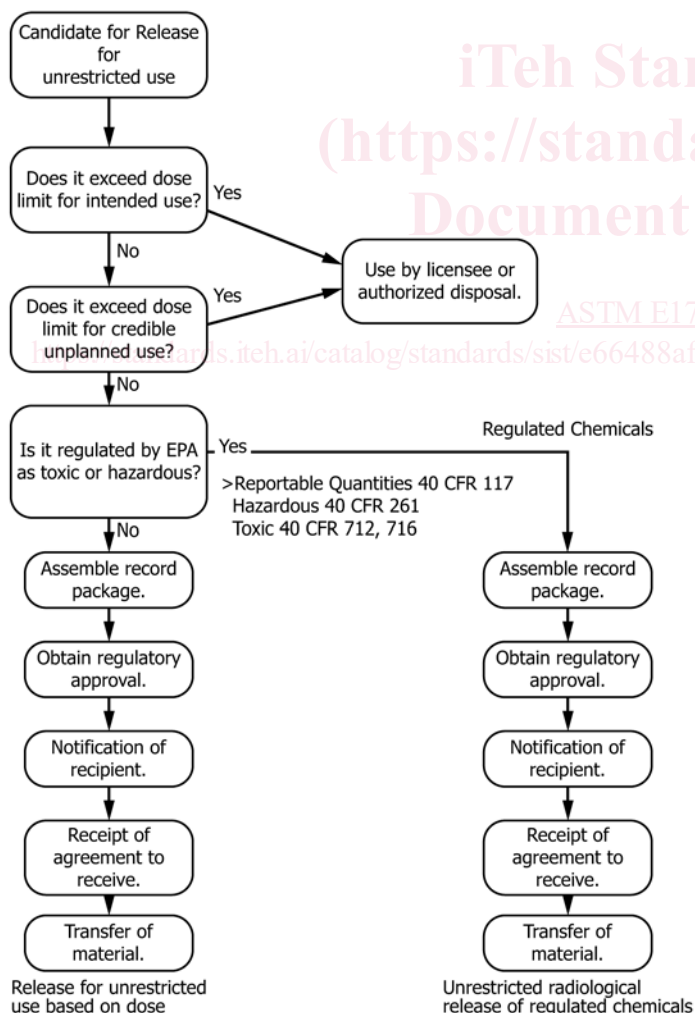 Candidate for Release
for
unrestricted use
iTeh Stan
(https://standa
Document
Does it exceed dose
limit for intended use?
Yes
No
Use by licensee or
authorized disposal.
Does it exceed dose
limit for credible
unplanned use?
Yes
ASTM E17
https://standards.iteh.ai/catalog/standards/sist/e66488af
No
Is it regulated by EPA
as toxic or hazardous?
Yes
Regulated Chemicals
>Reportable Quantities 40 CFR 117
Hazardous 40 CFR 261
Toxic 40 CFR 712, 716
No
Assemble record
package.
Obtain regulatory
approval.
Notification of
recipient.
Receipt of
agreement to
receive.
Transfer of
material.
Release for unrestricted
use based on dose
Assemble record
package.
Obtain regulatory
approval.
Notification of
recipient.
Receipt of
agreement to
receive.
Transfer of
material.
Unrestricted radiological
release of regulated chemicals